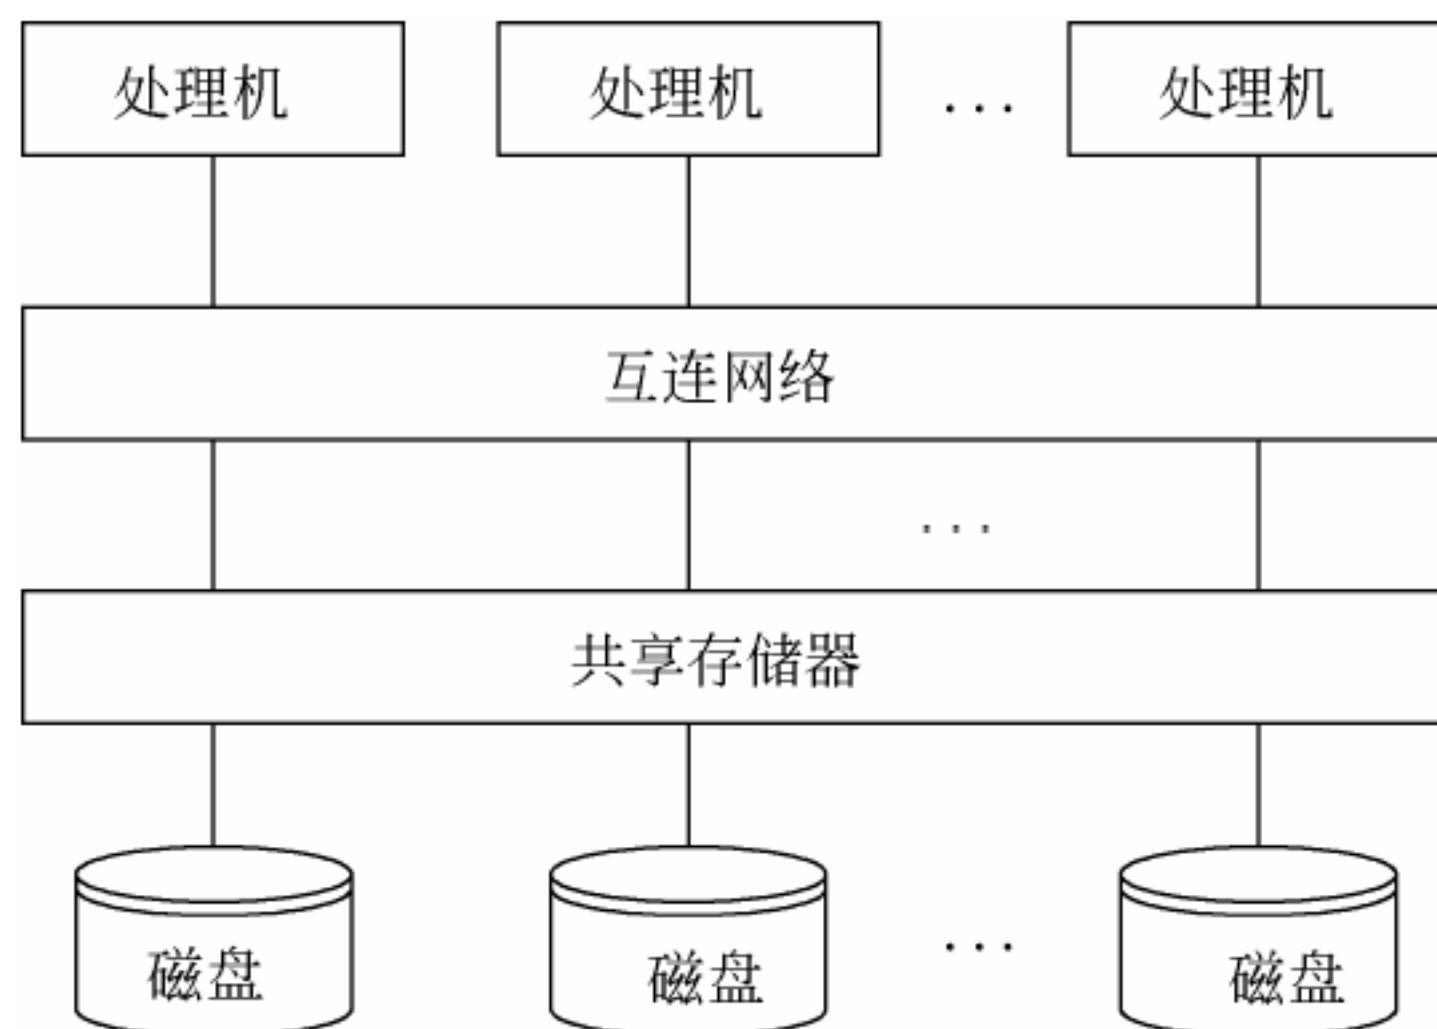 处理机 处理机 ··· 处理机
互连网络
···
共享存储器
磁盘 磁盘 ··· 磁盘